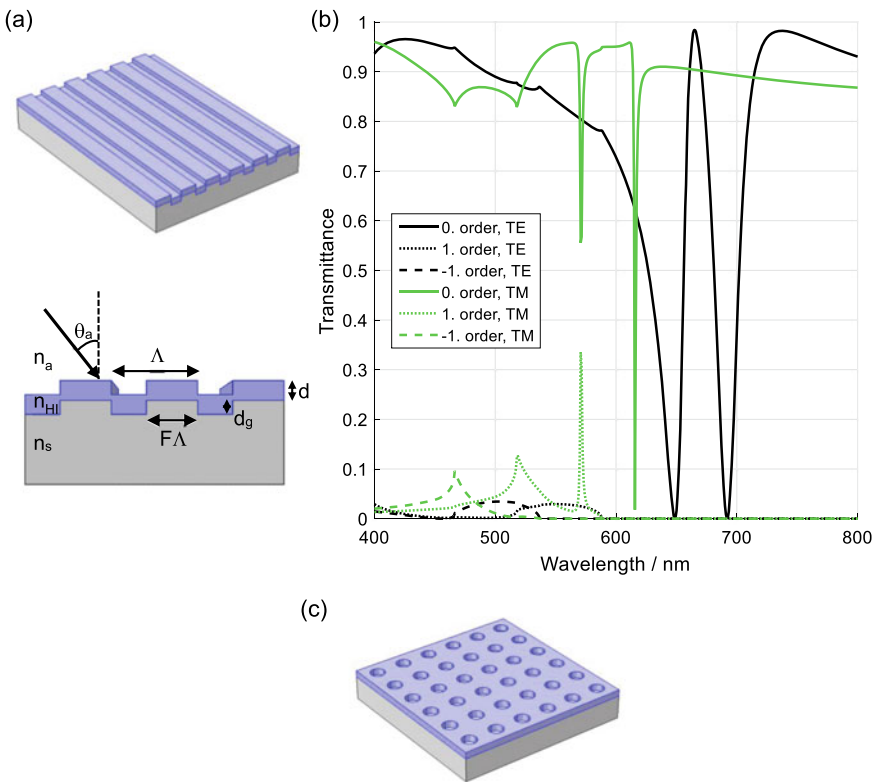 (a)
(b)
1
0.9
0.8
0.7
0.6
0.5
0.4
0.3
0.2
0.1
0
Transmittance
0. order, TE
1. order, TE
-1. order, TE
0. order, TM
1. order, TM
-1. order, TM
400
500
600
700
800
Wavelength / nm
θa
na
Λ
d
nHI
dg
FΛ
ns
(c)